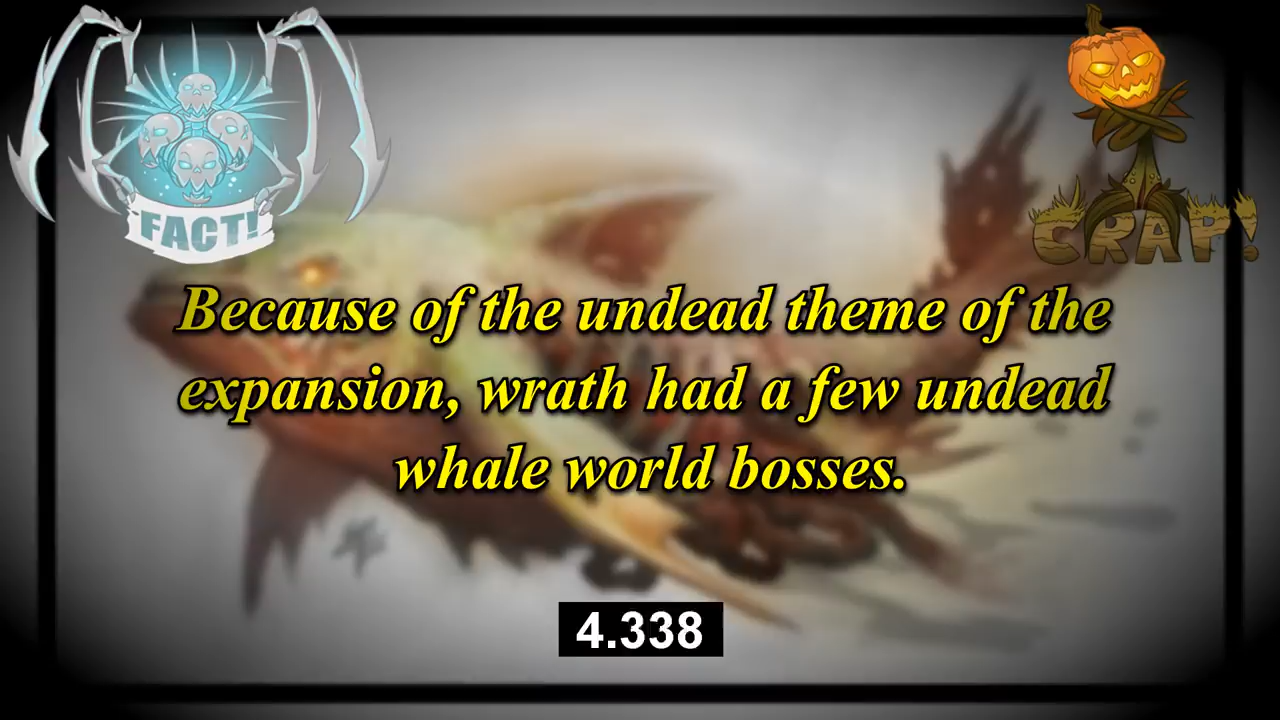 FACT!
CRAP!
Because of the undead theme of the
expansion, wrath had a few undead
whale world bosses.
4.338